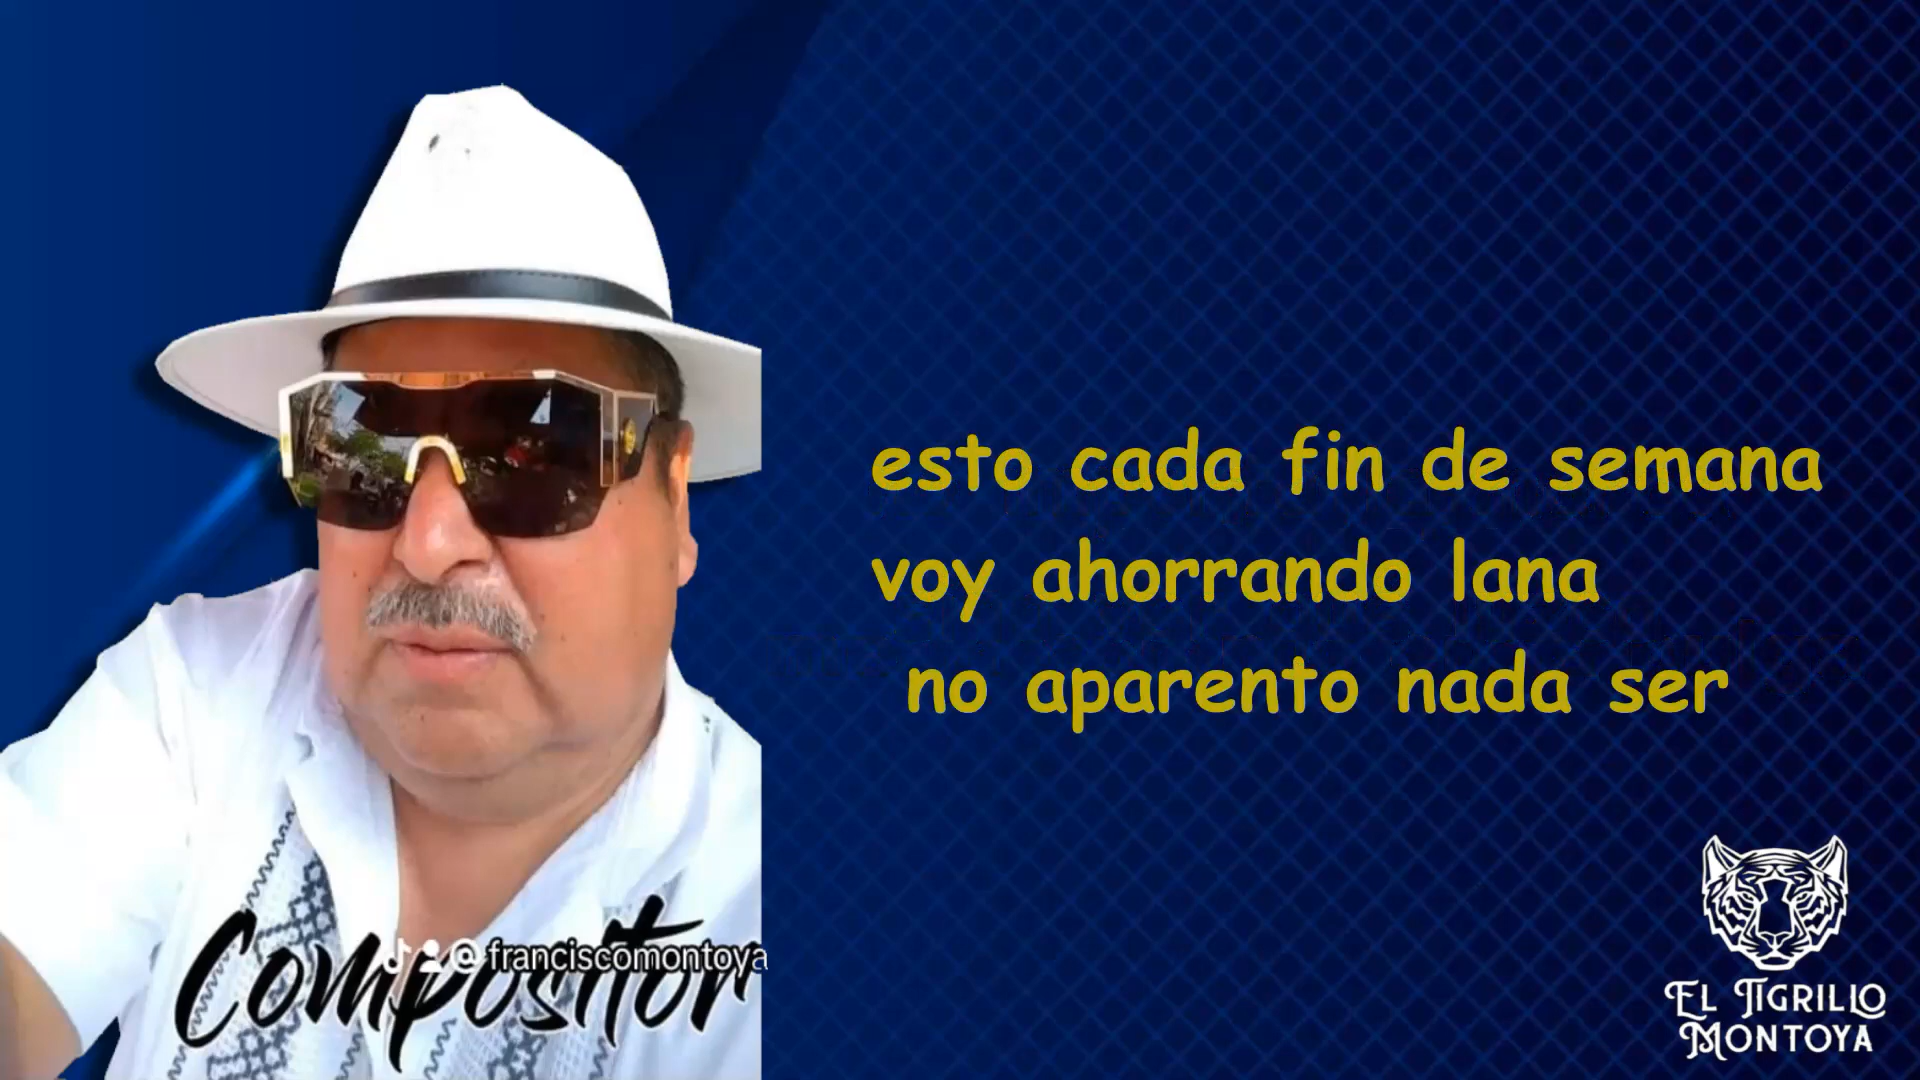 esto cada fin de semana
voy ahorrando lana
no aparento nada ser
Compositor
@franciscomontoya
EL TIGRILLO
MONTOYA